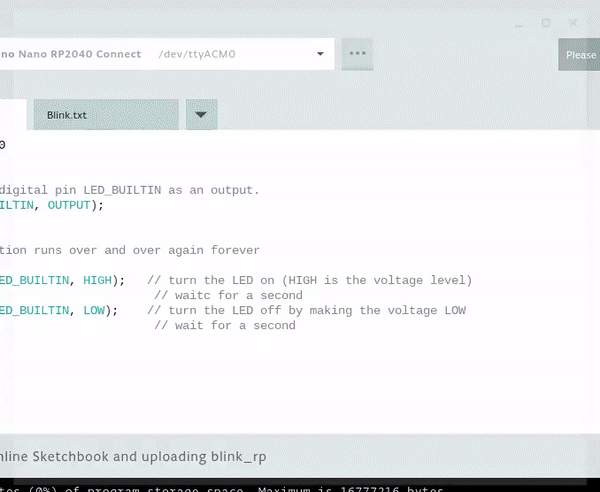 no Nano RP2040 Connect /dev/ttyACM0
Please
Blink.txt
0
digital pin LED_BUILTIN as an output.
ILTIN, OUTPUT);
tion runs over and over again forever
ED_BUILTIN, HIGH);   // turn the LED on (HIGH is the voltage level)
// waitc for a second
ED_BUILTIN, LOW);    // turn the LED off by making the voltage LOW
// wait for a second
nline Sketchbook and uploading blink_rp
tes (0%) of program storage space. Maximum is 16777216 bytes